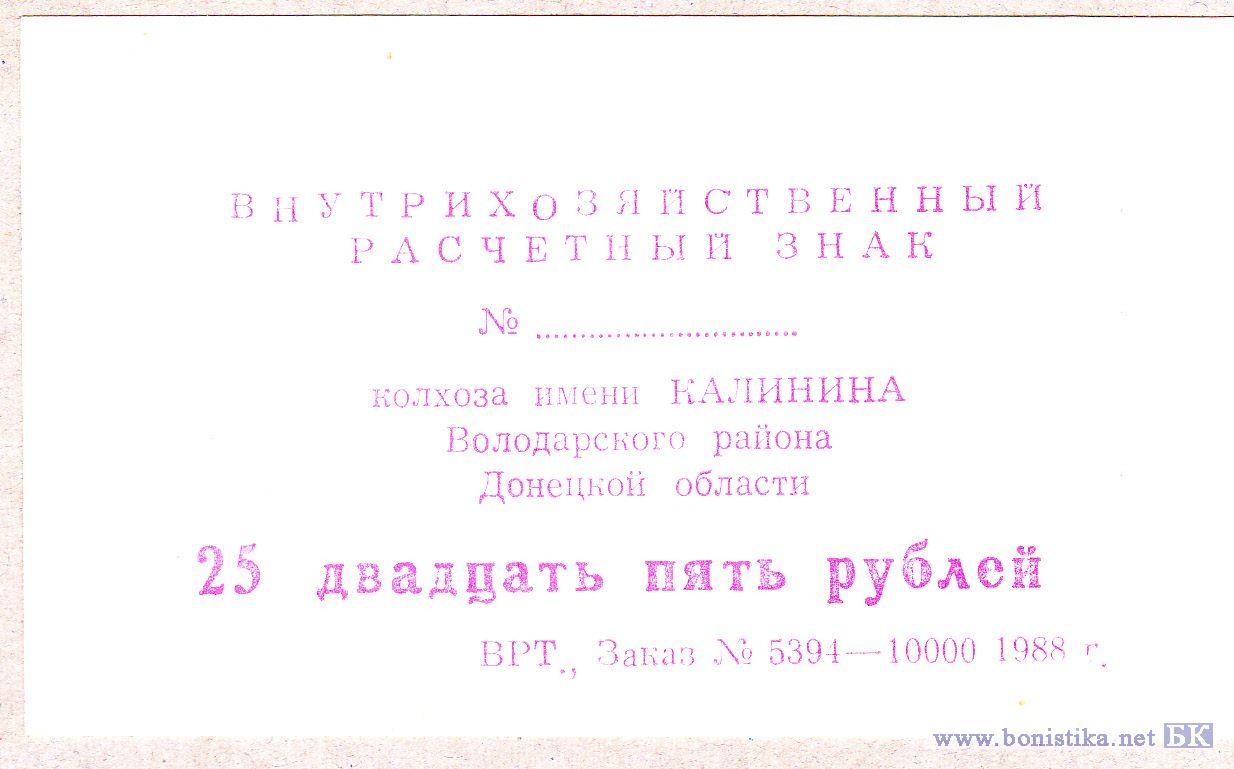 ВНУТРИХОЗЯЙСТВЕННЫЙ
РАСЧЕТНЫЙ ЗНАК
№ ..............................
колхоза имени КАЛИНИНА
Володарского района
Донецкой области
25 двадцать пять рублей
ВРТ., Заказ № 5394—10000 1988 г.
www.bonistika.net БК